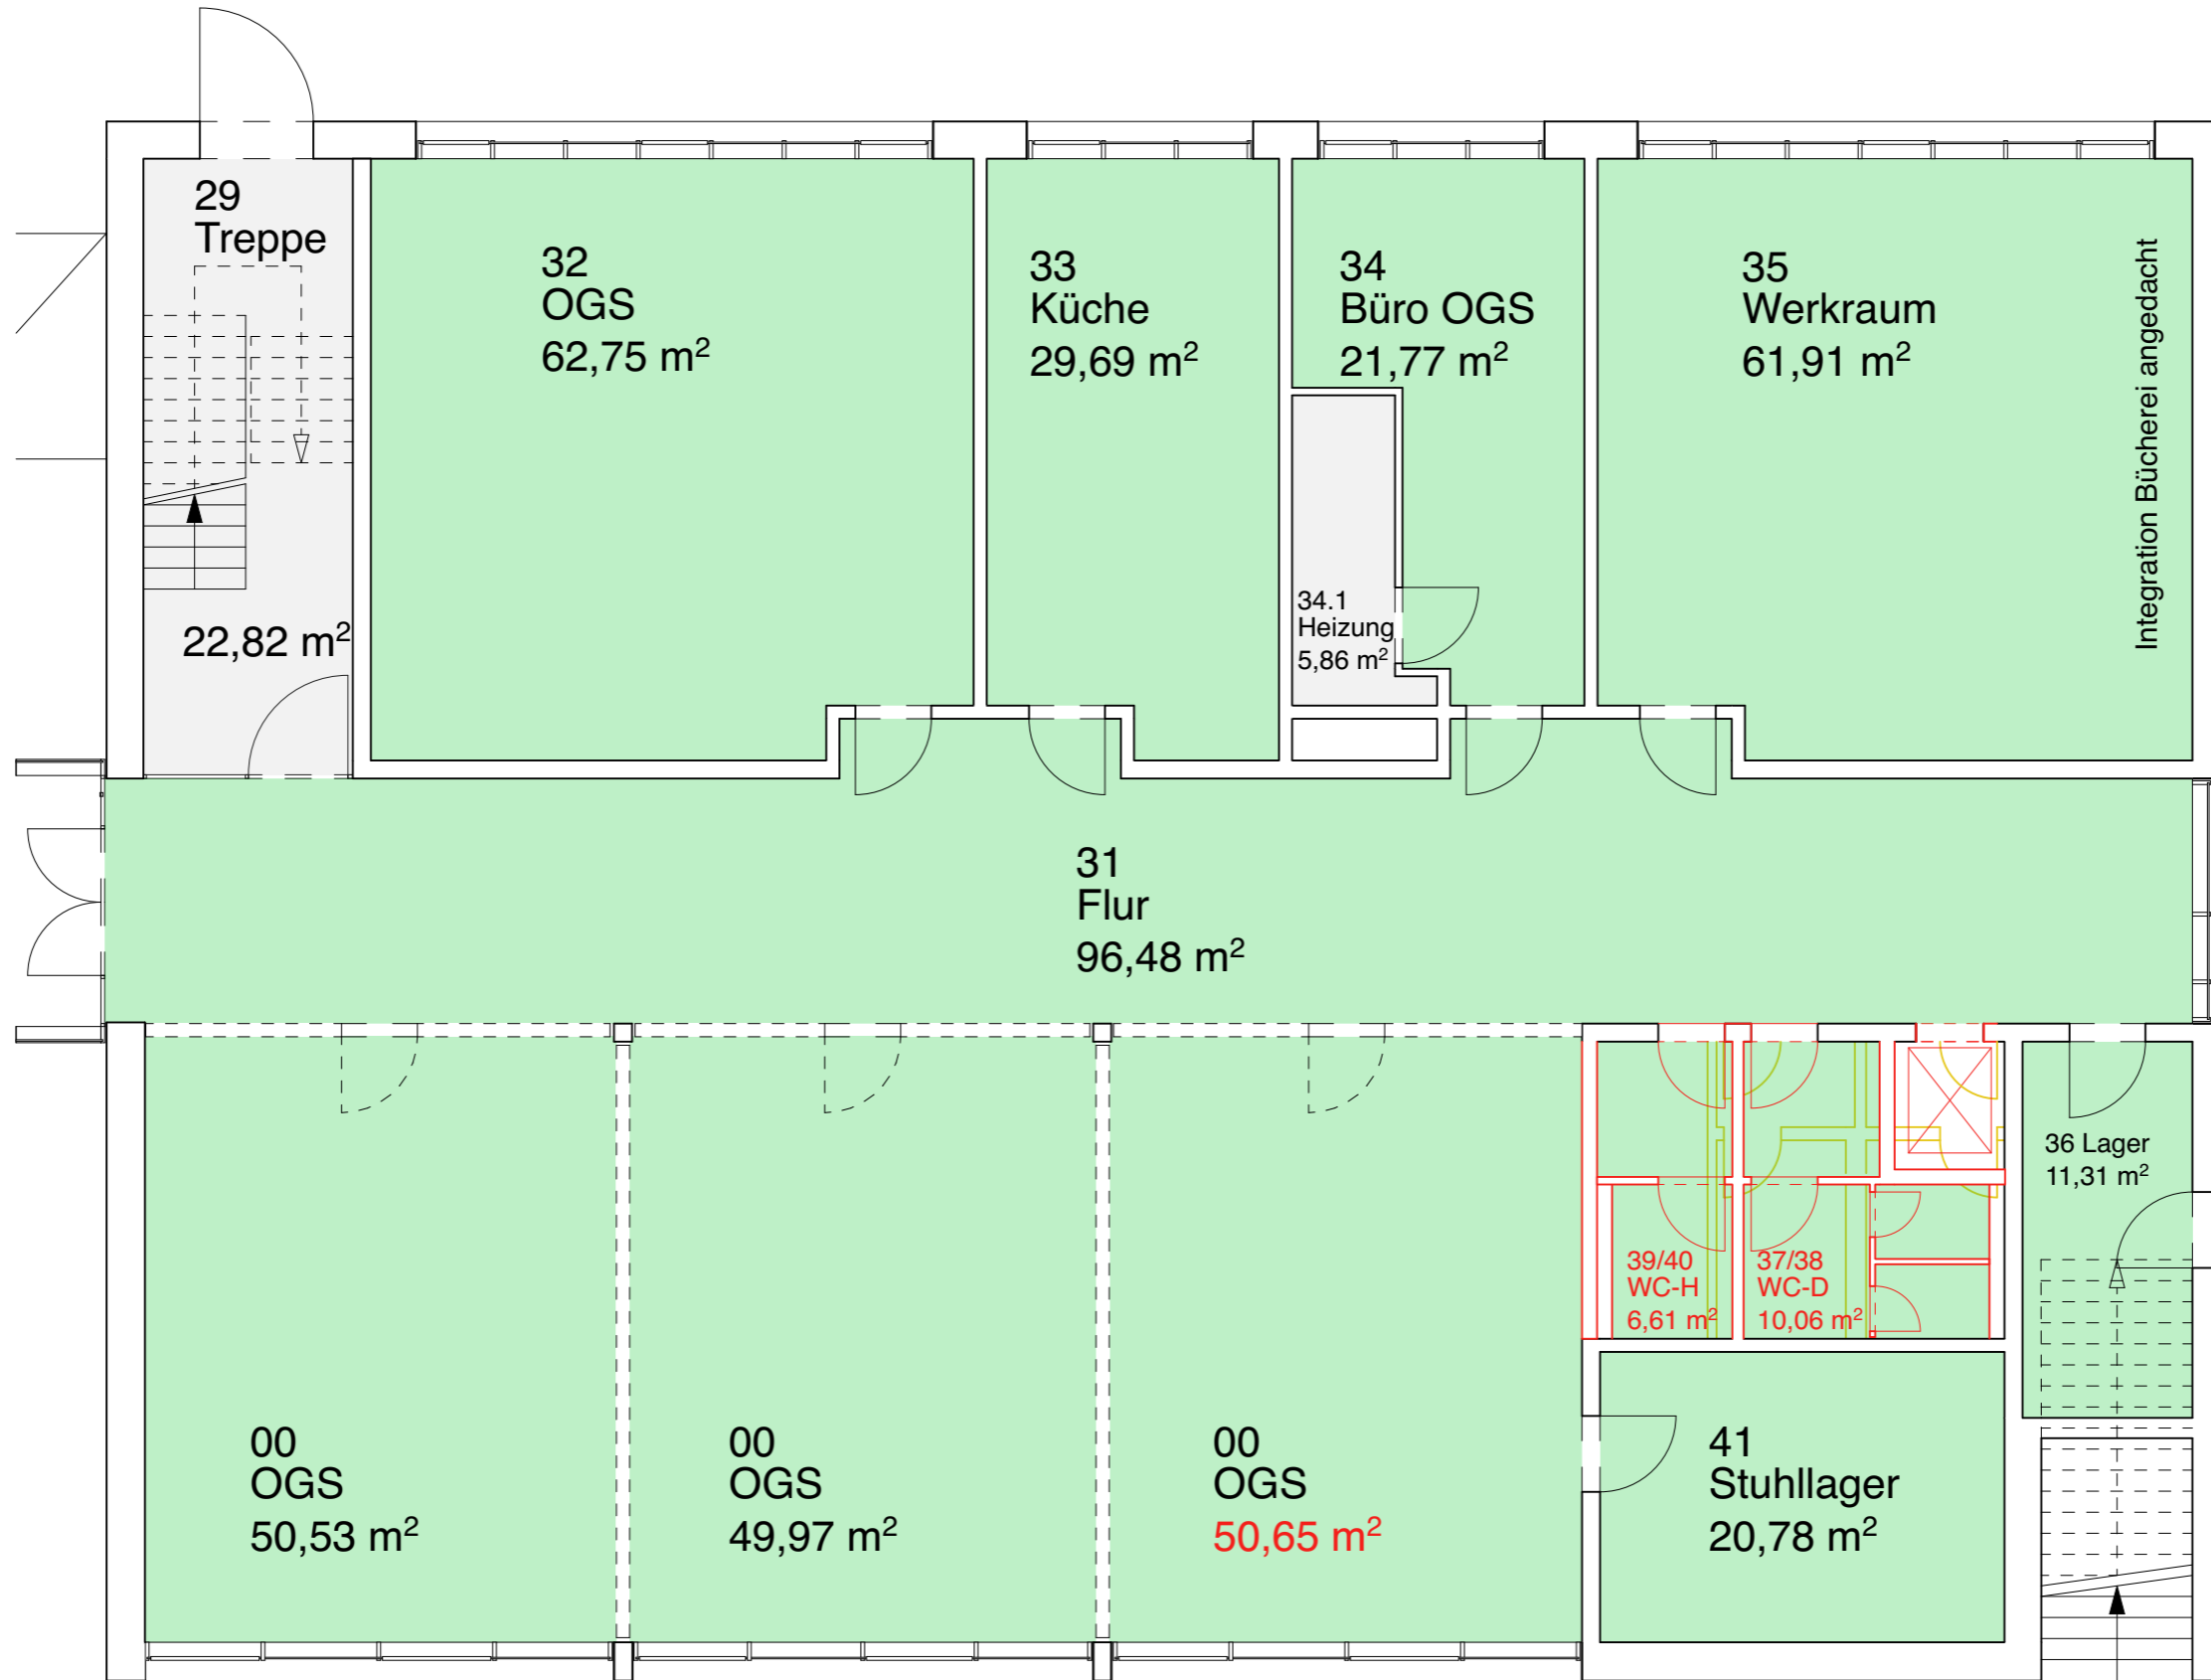 29
Treppe
22,82 m²
32
OGS
62,75 m²
33
Küche
29,69 m²
34
Büro OGS
21,77 m²
34.1
Heizung
5,86 m²
35
Werkraum
61,91 m²
Integration Bücherei angedacht
31
Flur
96,48 m²
00
OGS
50,53 m²
00
OGS
49,97 m²
00
OGS
50,65 m²
39/40
WC-H
6,61 m²
37/38
WC-D
10,06 m²
36 Lager
11,31 m²
41
Stuhllager
20,78 m²